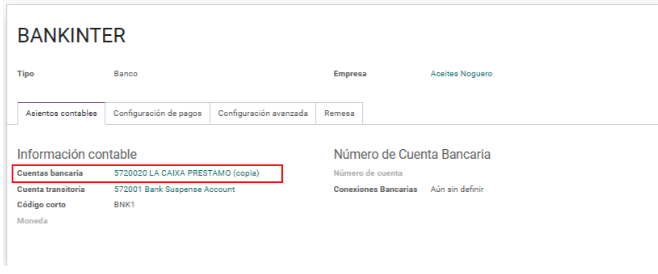 BANKINTER
Tipo Banco Empresa Aceites Noguero
Asientos contables Configuración de pagos Configuración avanzada Remesa
Información contable Número de Cuenta Bancaria
Cuentas bancaria 5720020 LA CAIXA PRESTAMO (copia) Número de cuenta
Cuenta transitoria 572001 Bank Suspense Account Conexiones Bancarias Aún sin definir
Código corto BNK1
Moneda